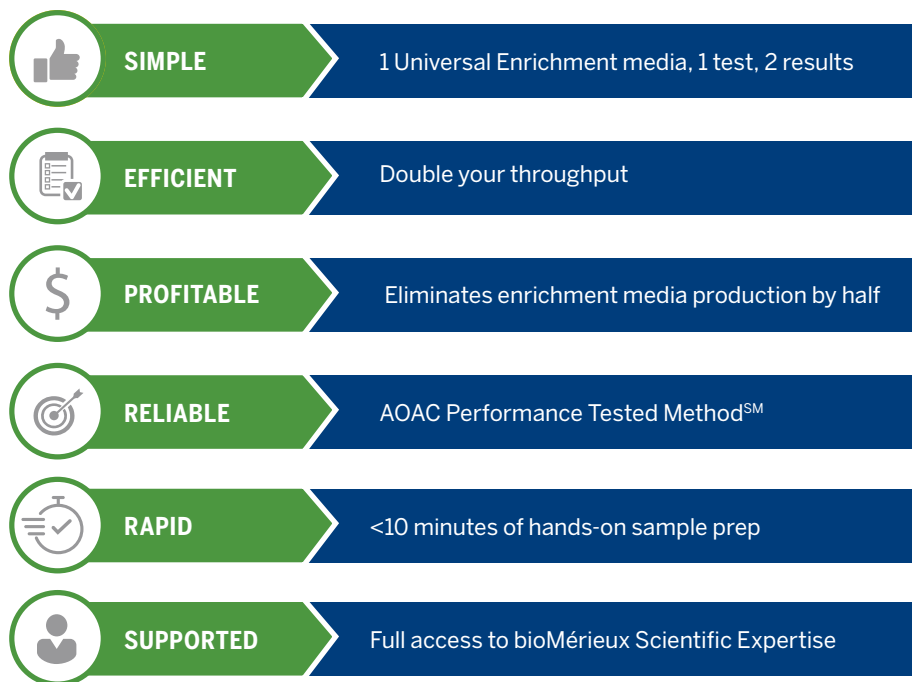 SIMPLE 1 Universal Enrichment media, 1 test, 2 results
EFFICIENT Double your throughput
$ PROFITABLE Eliminates enrichment media production by half
RELIABLE AOAC Performance Tested Method℠
RAPID <10 minutes of hands-on sample prep
SUPPORTED Full access to bioMérieux Scientific Expertise